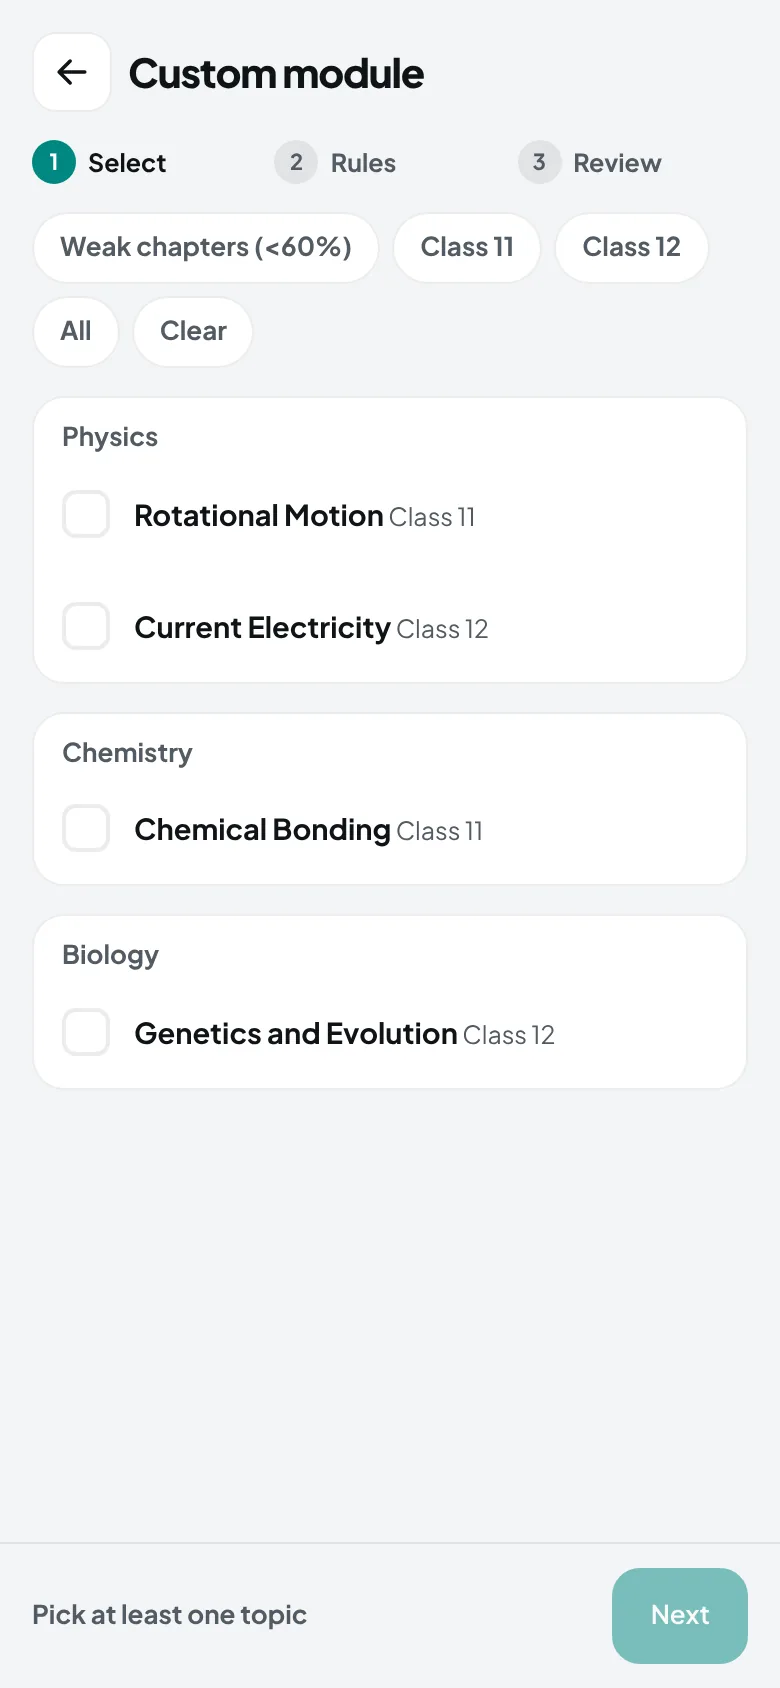 Custom module
1 Select 2 Rules 3 Review
Weak chapters (<60%) Class 11 Class 12
All Clear
Physics
Rotational Motion Class 11
Current Electricity Class 12
Chemistry
Chemical Bonding Class 11
Biology
Genetics and Evolution Class 12
Pick at least one topic Next